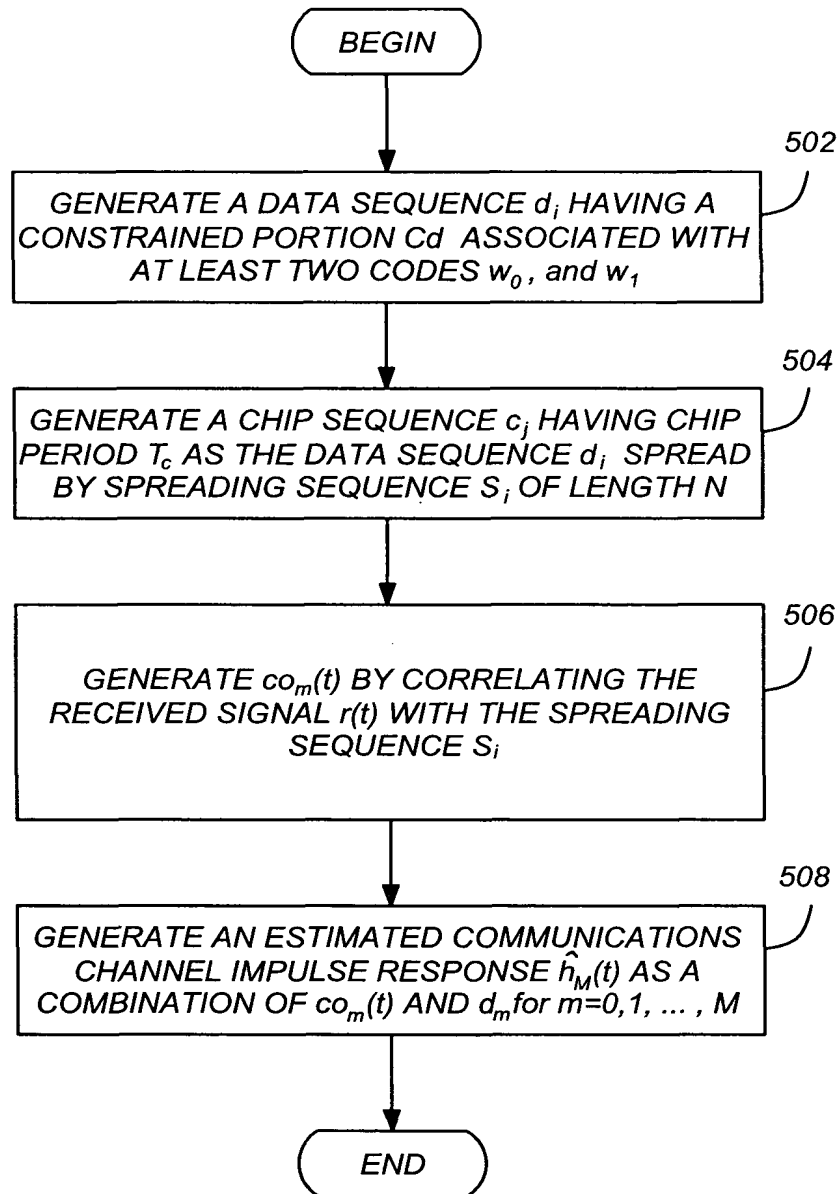 BEGIN
502
GENERATE A DATA SEQUENCE d_i HAVING A
CONSTRAINED PORTION Cd ASSOCIATED WITH
AT LEAST TWO CODES w_0, and w_1
504
GENERATE A CHIP SEQUENCE c_j HAVING CHIP
PERIOD T_c AS THE DATA SEQUENCE d_i SPREAD
BY SPREADING SEQUENCE S_i OF LENGTH N
506
GENERATE co_m(t) BY CORRELATING THE
RECEIVED SIGNAL r(t) WITH THE SPREADING
SEQUENCE S_i
508
GENERATE AN ESTIMATED COMMUNICATIONS
CHANNEL IMPULSE RESPONSE ĥ_M(t) AS A
COMBINATION OF co_m(t) AND d_m for m=0,1, ... , M
END